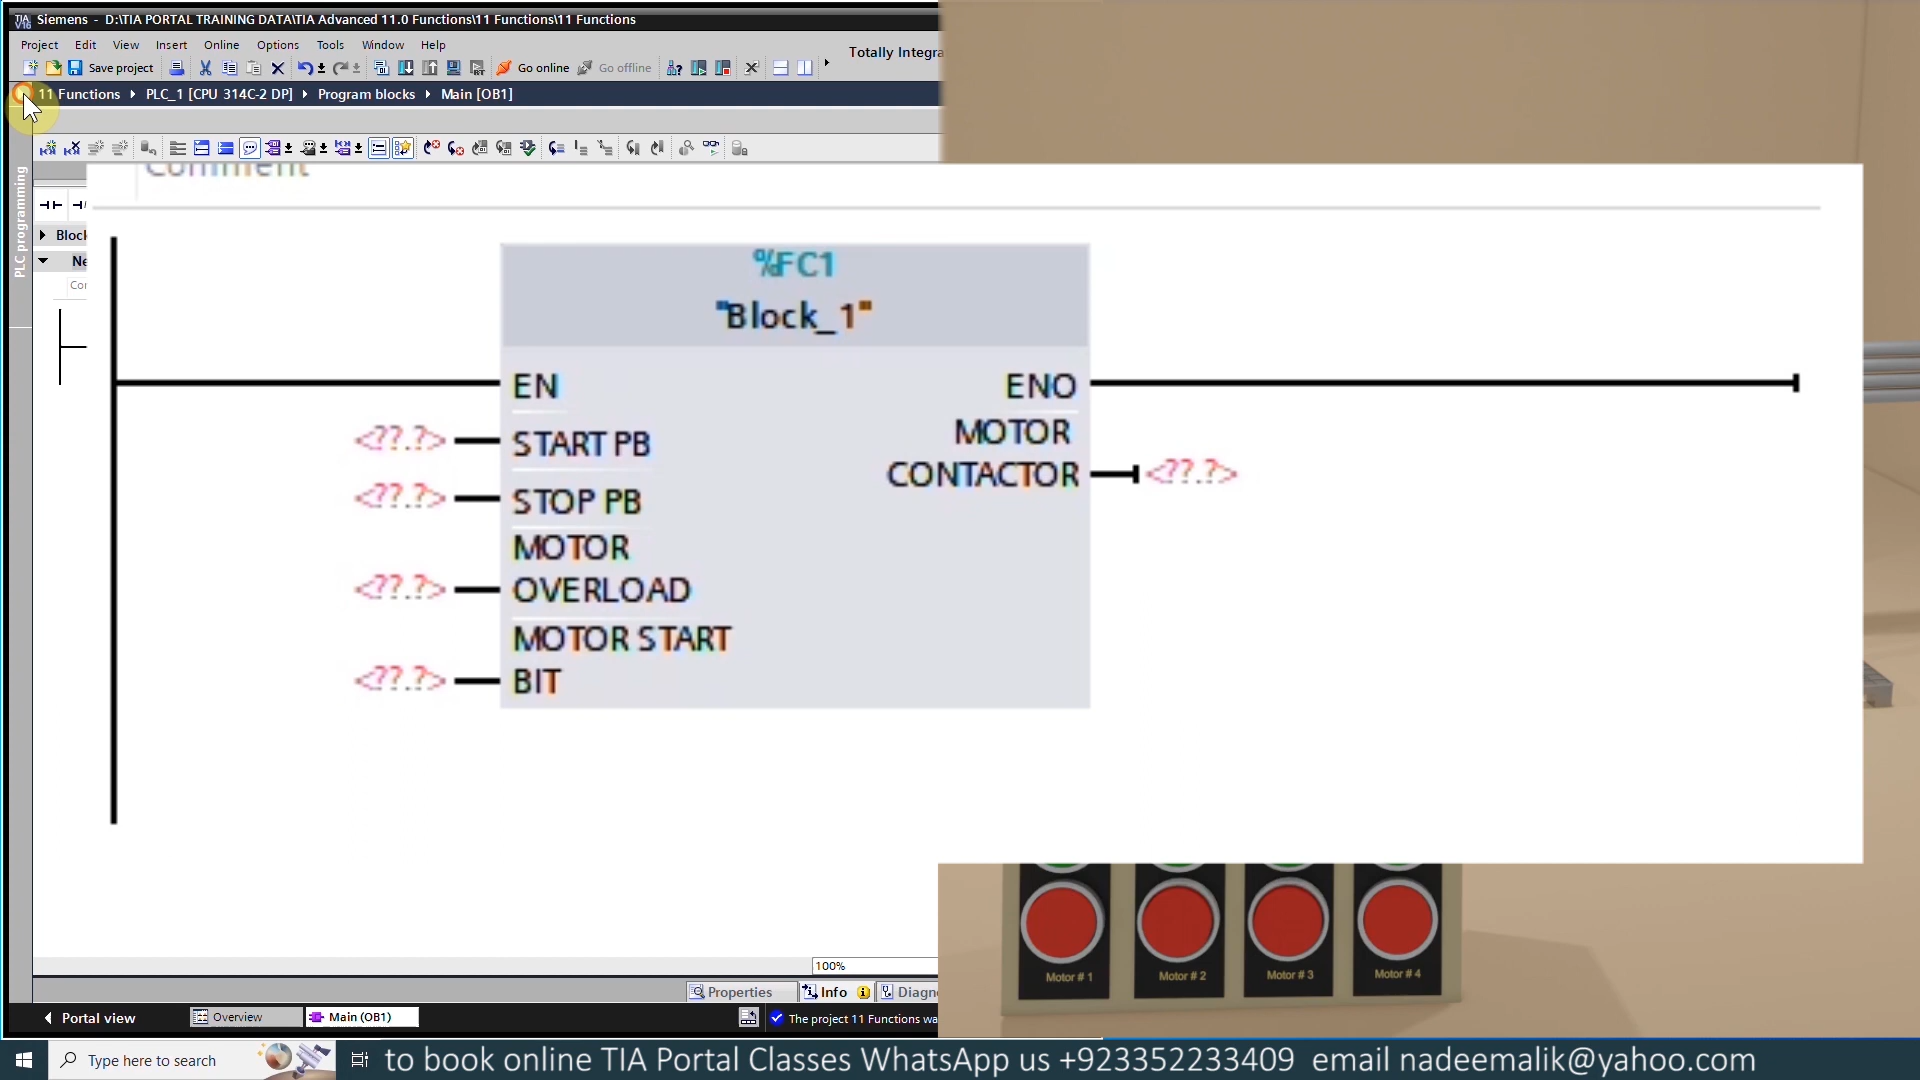 Siemens - D:\TIA PORTAL TRAINING DATA\TIA Advanced 11.0 Functions\11 Functions\11 Functions
Project Edit View Insert Online Options Tools Window Help
Save project Go online Go offline
Totally Integra
11 Functions PLC_1 [CPU 314C-2 DP] Program blocks Main [OB1]
PLC programming
Comment
Block
Ne
Co
%FC1
"Block_1"
EN ENO
<??.?> START PB
MOTOR
CONTACTOR <??.?>
<??.?> STOP PB
MOTOR
<??.?> OVERLOAD
MOTOR START
<??.?> BIT
Motor # 1 Motor # 2 Motor # 3 Motor # 4
100%
Properties Info Diagn
Portal view Overview Main (OB1) The project 11 Functions wa
Type here to search
to book online TIA Portal Classes WhatsApp us +923352233409 email nadeemalik@yahoo.com